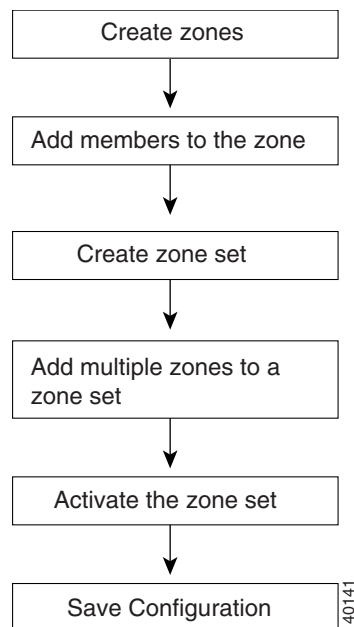 Create zones
Add members to the zone
Create zone set
Add multiple zones to a
zone set
Activate the zone set
Save Configuration
40141